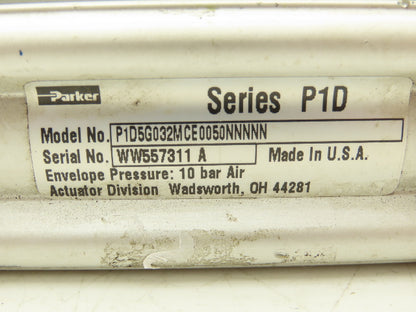 Parker
Series P1D
Model No. P1D5G032MCE0050NNNNN
Serial No. WW557311 A Made In U.S.A.
Envelope Pressure: 10 bar Air
Actuator Division Wadsworth, OH 44281